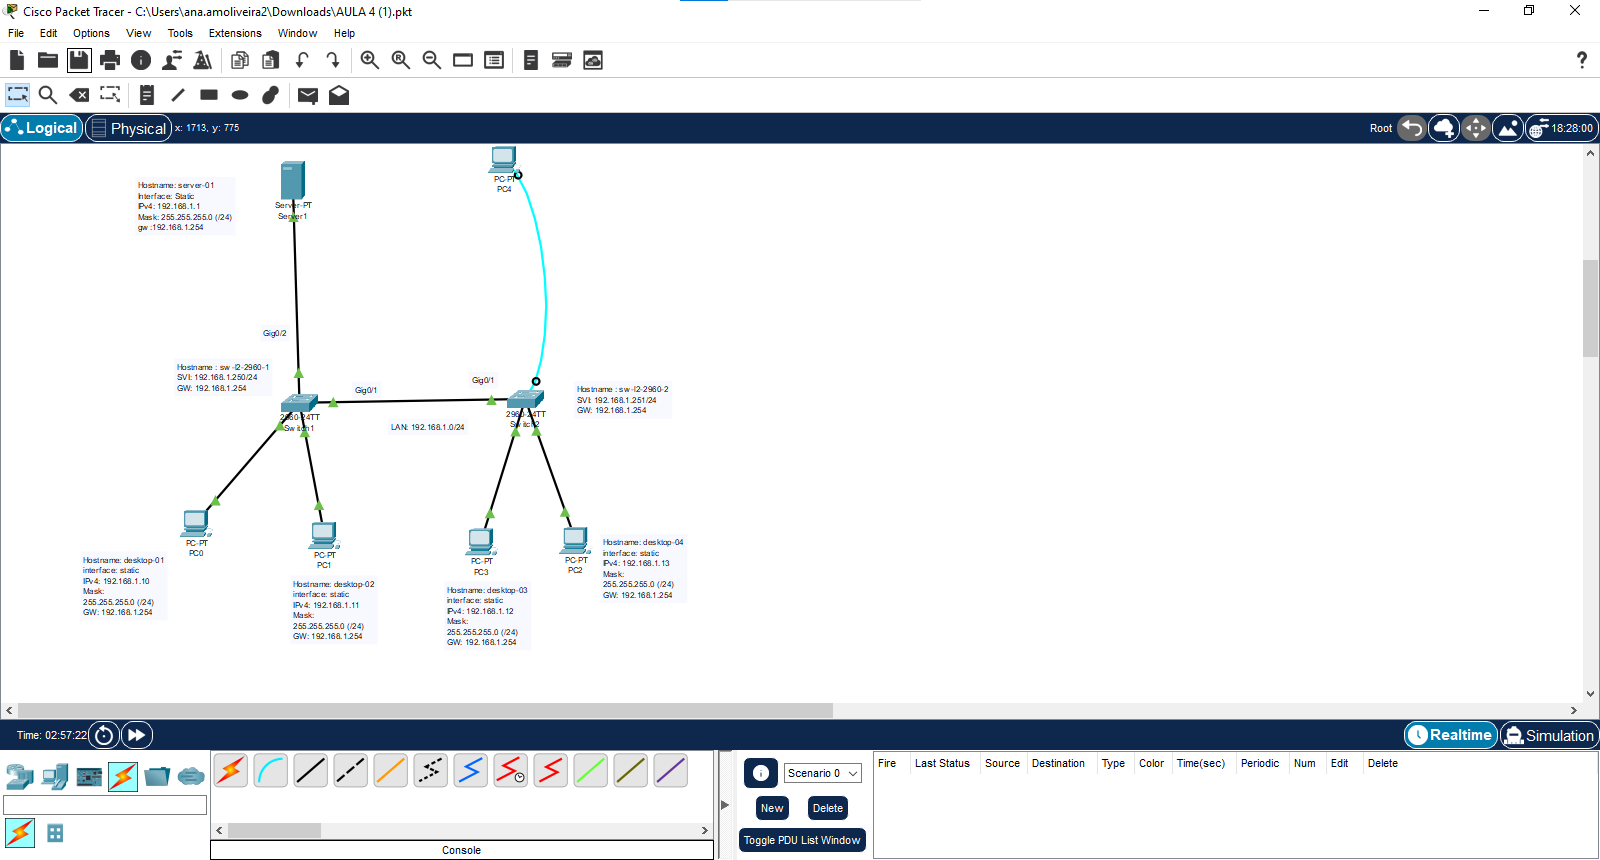 Cisco Packet Tracer - C:\Users\ana.amoliveira2\Downloads\AULA 4 (1).pkt
File Edit Options View Tools Extensions Window Help
?
Logical Physical x: 1713, y: 775 Root 18:28:00
PC-PT
PC4
Hostname: server-01
Interface: Static
IPv4: 192.168.1.1
Mask: 255.255.255.0 (/24)
gw :192.168.1.254
Server-PT
Server1
Gig0/2
Hostname : sw-l2-2960-1
SVI: 192.168.1.250/24
GW: 192.168.1.254
Gig0/1
Gig0/1
Hostname : sw-l2-2960-2
SVI: 192.168.1.251/24
GW: 192.168.1.254
2960-24TT
Switch1
2960-24TT
Switch2
LAN: 192.168.1.0/24
PC-PT
PC0
PC-PT
PC1
PC-PT
PC3
PC-PT
PC2
Hostname: desktop-04
interface: static
IPv4: 192.168.1.13
Mask:
255.255.255.0 (/24)
GW: 192.168.1.254
Hostname: desktop-01
interface: static
IPv4: 192.168.1.10
Mask:
255.255.255.0 (/24)
GW: 192.168.1.254
Hostname: desktop-02
interface: static
IPv4: 192.168.1.11
Mask:
255.255.255.0 (/24)
GW: 192.168.1.254
Hostname: desktop-03
interface: static
IPv4: 192.168.1.12
Mask:
255.255.255.0 (/24)
GW: 192.168.1.254
Time: 02:57:22 Realtime Simulation
Scenario 0
New Delete
Toggle PDU List Window
Fire Last Status Source Destination Type Color Time(sec) Periodic Num Edit Delete
Console